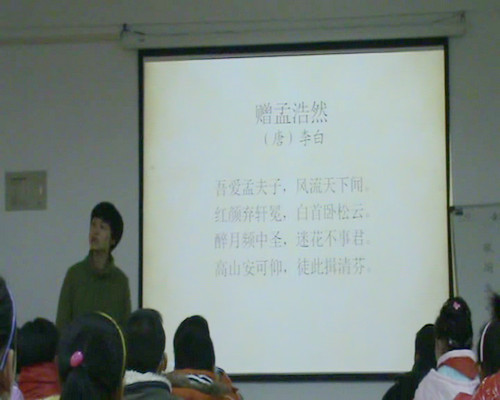 赠孟浩然
（唐）李白
吾爱孟夫子，风流天下闻。
红颜弃轩冕，白首卧松云。
醉月频中圣，迷花不事君。
高山安可仰，徒此揖清芬。